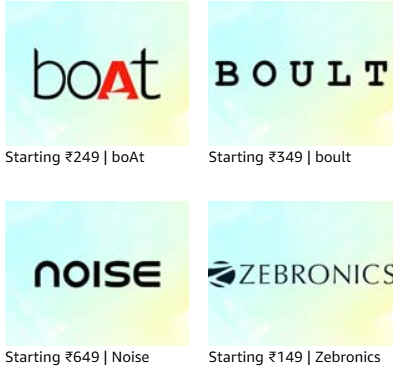 boAt
BOULT
Starting ₹249 | boAt
Starting ₹349 | boult
noise
ZEBRONICS
Starting ₹649 | Noise
Starting ₹149 | Zebronics